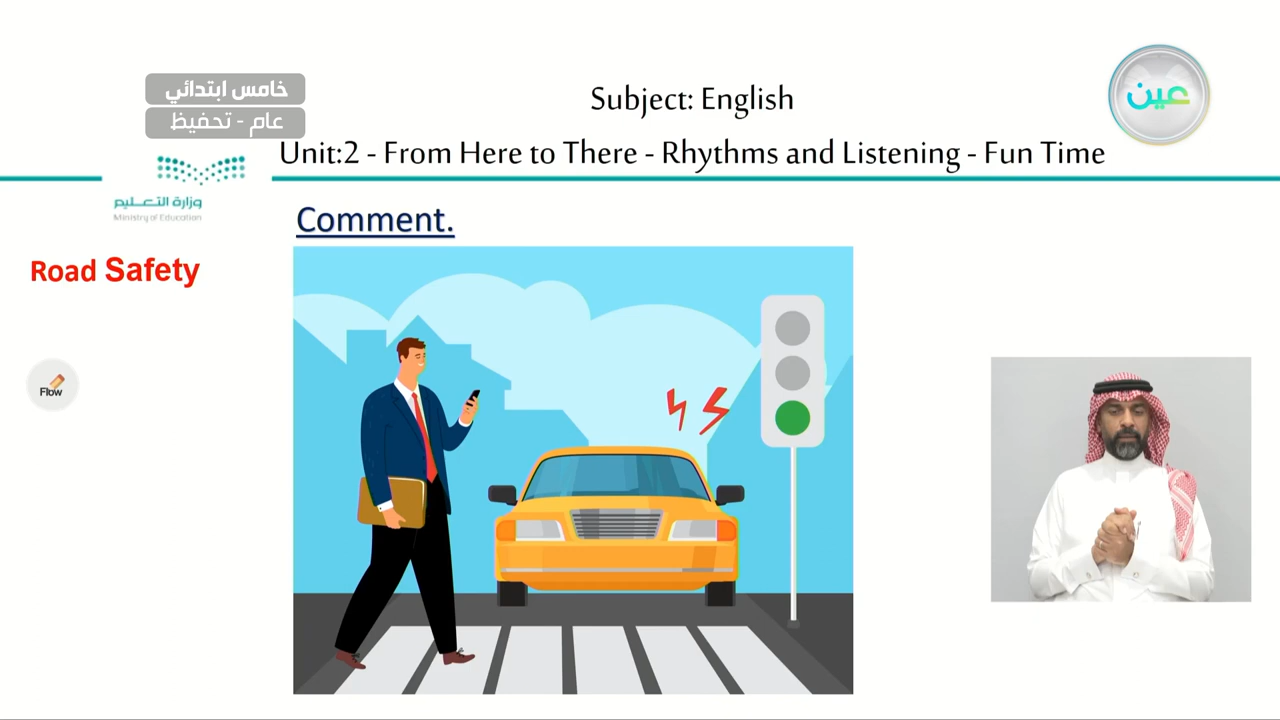 خامس ابتدائي
عام - تحفيظ
عين
Subject: English
Unit:2 - From Here to There - Rhythms and Listening - Fun Time
وزارة التعليم
Ministry of Education
Comment.
Road Safety
Flow